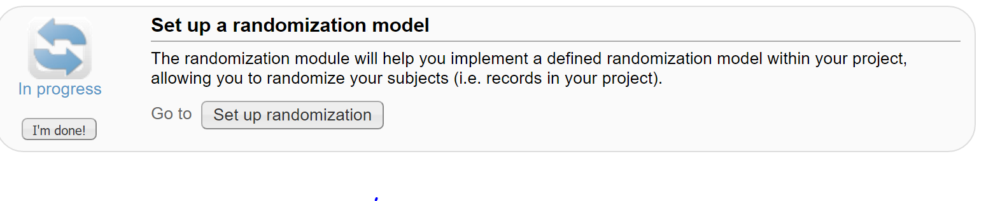 Set up a randomization model
The randomization module will help you implement a defined randomization model within your project,
allowing you to randomize your subjects (i.e. records in your project).
In progress
Go to Set up randomization
I'm done!